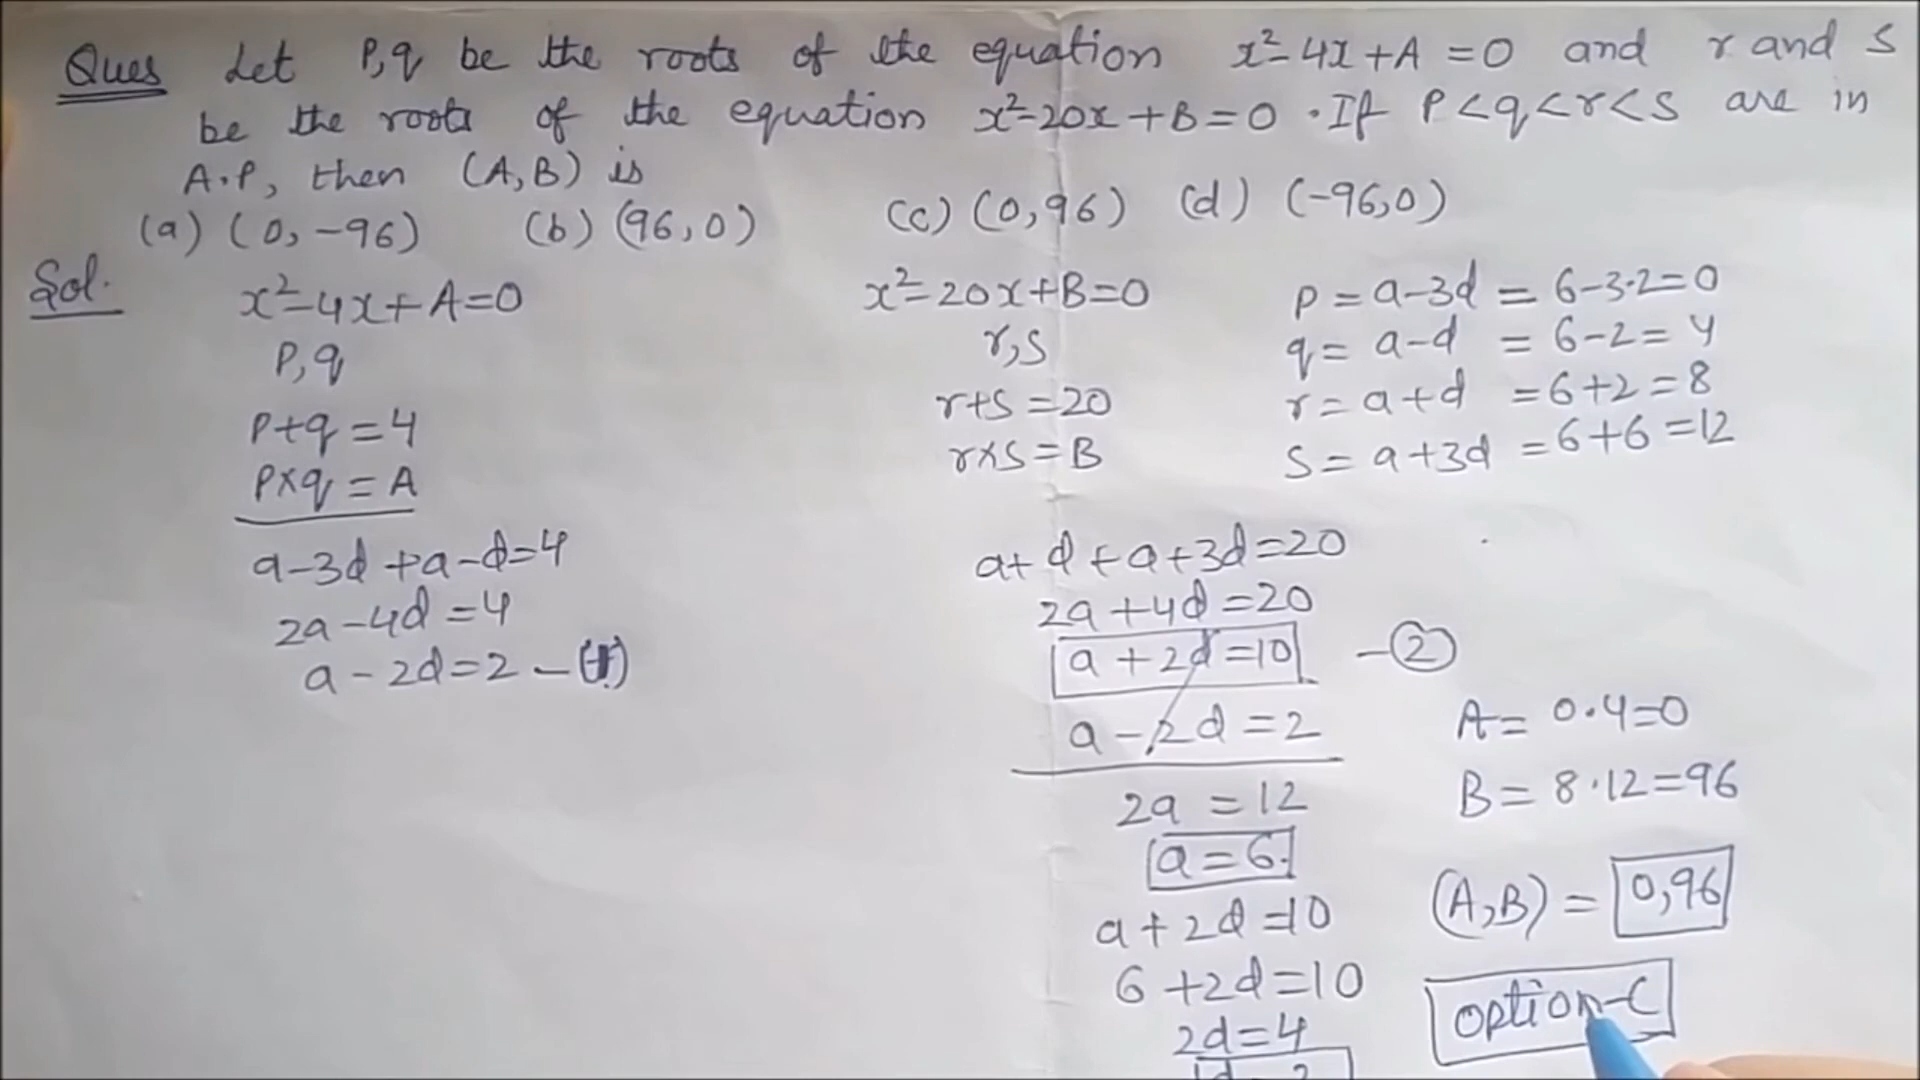 Ques Let P,q be the roots of the equation x²-4x+A=0 and r and s
be the roots of the equation x²-20x+B=0 . If P<q<r<s are in
A.P, then (A,B) is
(a) (0,-96) (b) (96,0) (c) (0,96) (d) (-96,0)
Sol.
x²-4x+A=0
P,q
P+q=4
P×q=A
a-3d+a-d=4
2a-4d=4
a-2d=2 -(1)
x²-20x+B=0
r,s
r+s=20
r×s=B
a+d+a+3d=20
2a+4d=20
a+2d=10 -②
a-2d=2
2a=12
a=6.
a+2d=10
6+2d=10
2d=4
d=2
P=a-3d=6-3·2=0
q=a-d=6-2=4
r=a+d=6+2=8
S=a+3d=6+6=12
A=0·4=0
B=8·12=96
(A,B)=0,96
option-C